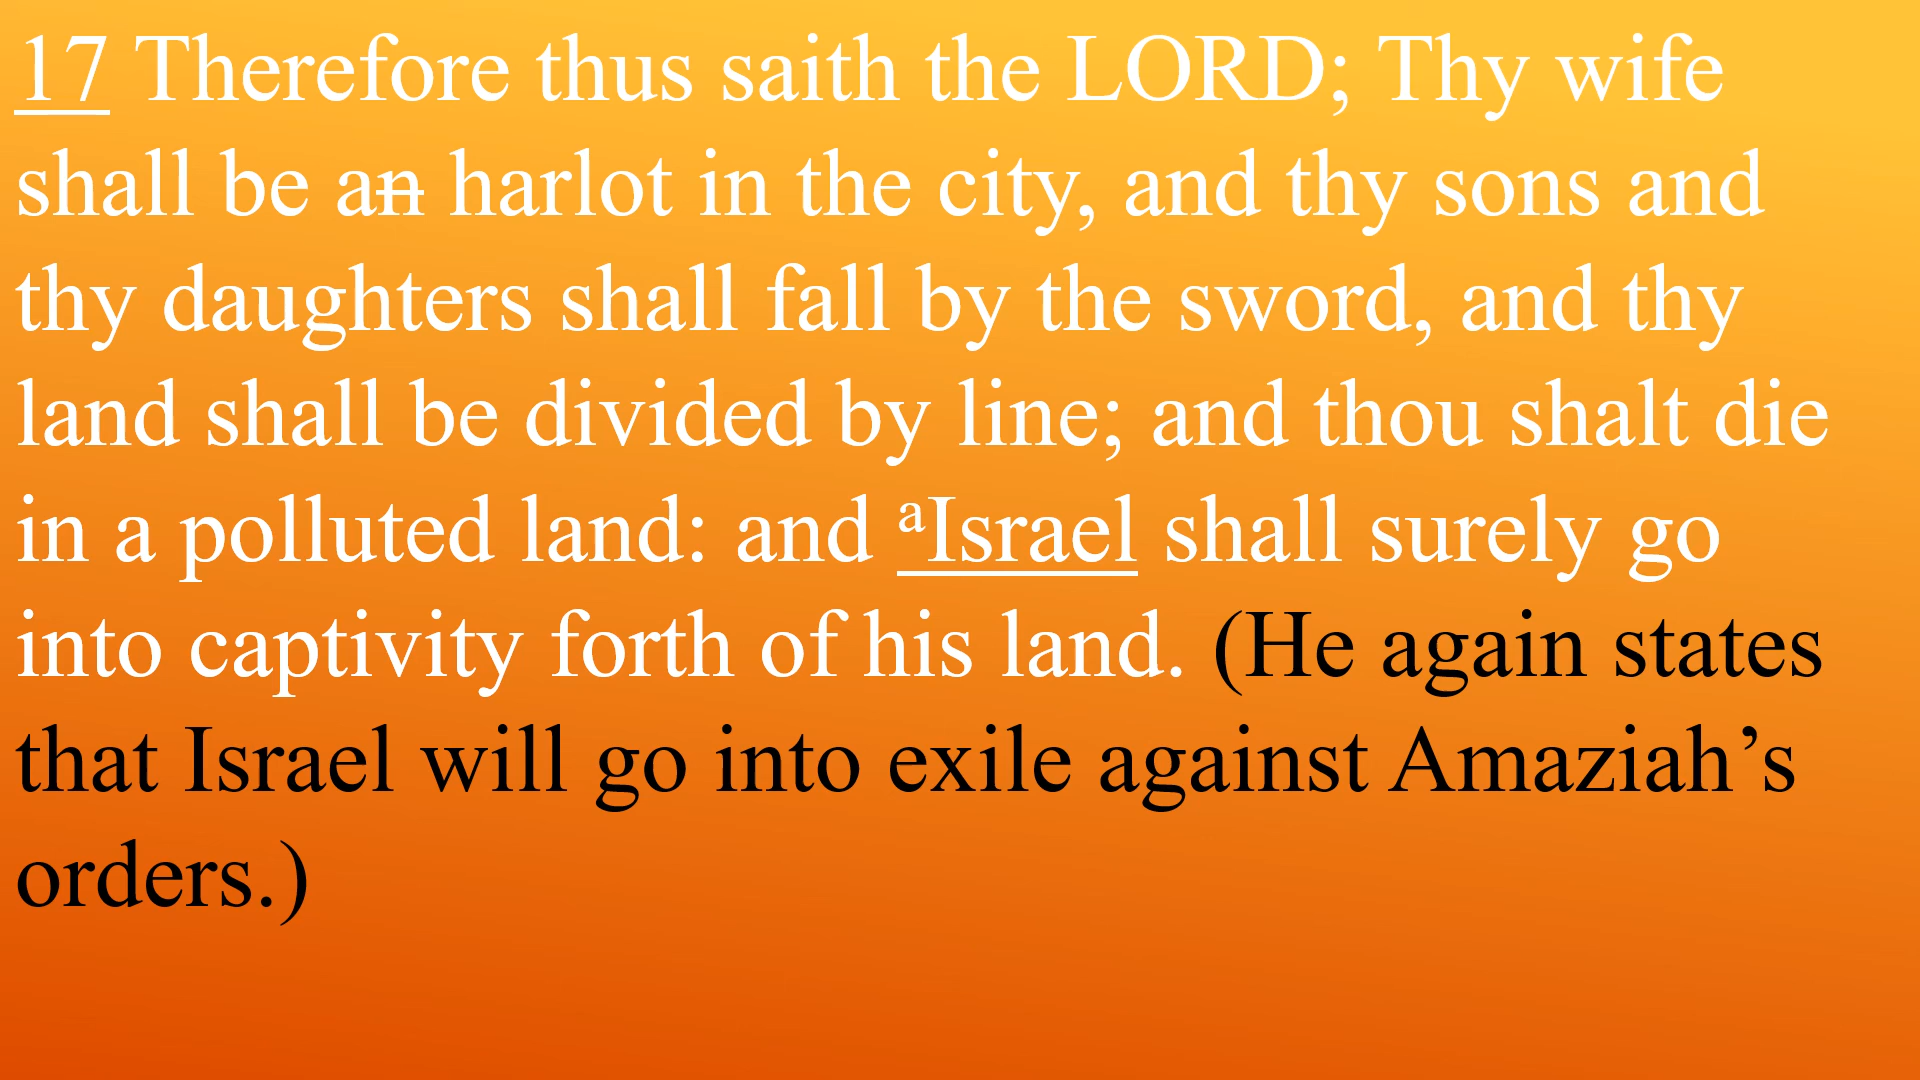 17 Therefore thus saith the LORD; Thy wife
shall be an harlot in the city, and thy sons and
thy daughters shall fall by the sword, and thy
land shall be divided by line; and thou shalt die
in a polluted land: and aIsrael shall surely go
into captivity forth of his land. (He again states
that Israel will go into exile against Amaziah’s
orders.)